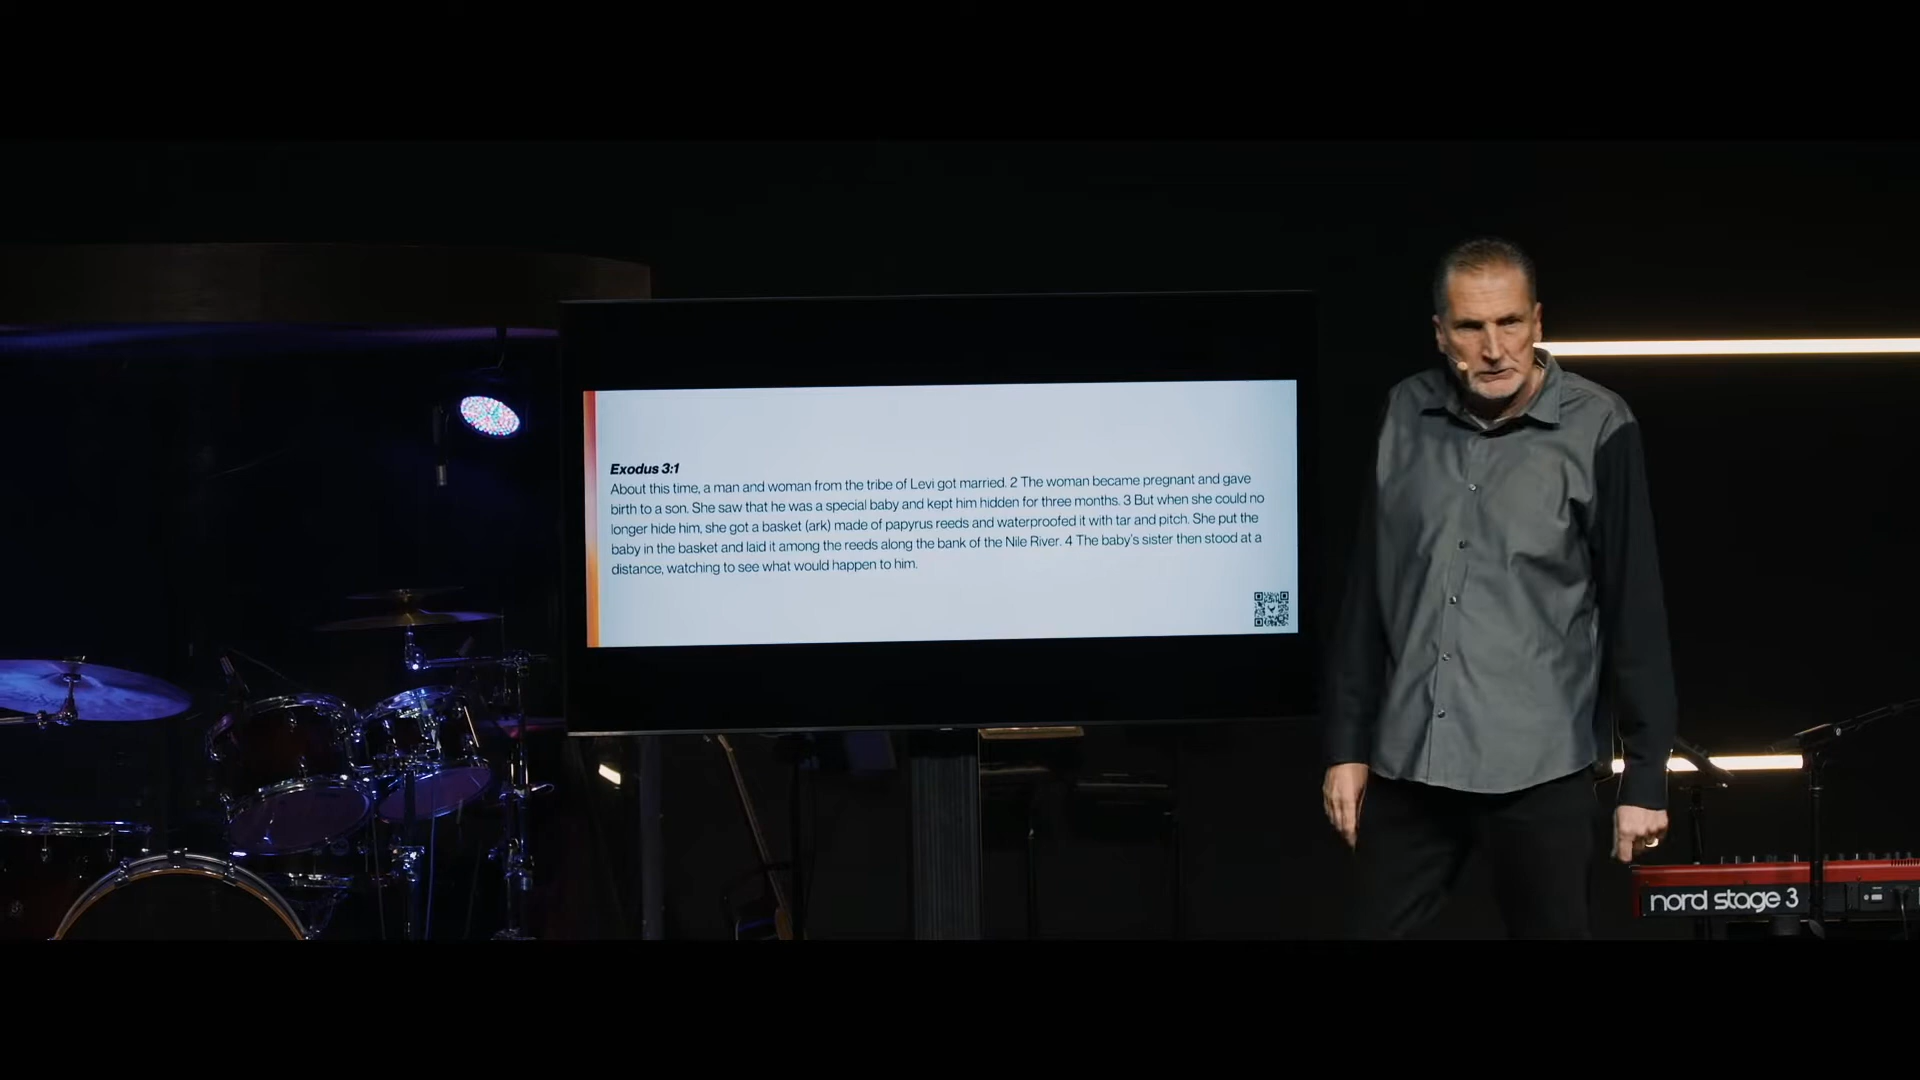 Exodus 3:1
About this time, a man and woman from the tribe of Levi got married. 2 The woman became pregnant and gave
birth to a son. She saw that he was a special baby and kept him hidden for three months. 3 But when she could no
longer hide him, she got a basket (ark) made of papyrus reeds and waterproofed it with tar and pitch. She put the
baby in the basket and laid it among the reeds along the bank of the Nile River. 4 The baby's sister then stood at a
distance, watching to see what would happen to him.
nord stage 3